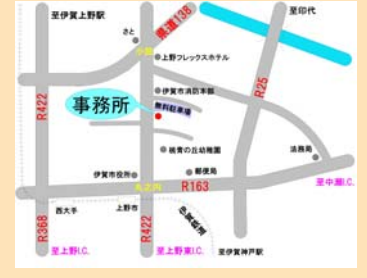 至伊賀上野駅
県道138
至印代
さと
小田
上野フレックスホテル
R422
R25
伊賀市消防本部
事務所
無料駐車場
桃青の丘幼稚園
法務局
伊賀市役所
郵便局
丸之内
R163
至中瀬I.C.
西大手
上野市
伊賀鉄道
R368
R422
至上野I.C.
至上野東I.C.
至伊賀神戸駅